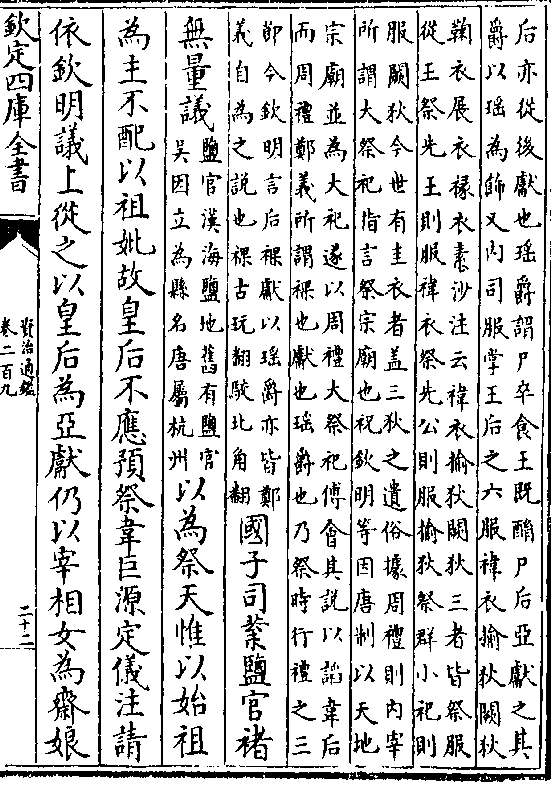 后亦從後獻也瑤爵謂尸卒食王既酳尸后亞獻之其
爵以瑤為飾又内司服掌王后之六服褘衣揄狄闕狄
鞠衣展衣褖衣素沙注云褘衣揄狄闕狄三者皆祭服
從王祭先王則服褘衣祭先公則服揄狄祭群小祀則
服闕狄今世有圭衣者盖三狄之遺俗據周禮則内宰
所謂大祭祀指言祭宗廟也祝欽明等因唐制以天地
宗廟並為大祀遂以周禮大祭祀傅會其說以諂韋后
而周禮鄭義所謂祼也獻也瑤爵也乃祭時行禮之三
節今欽明言后祼獻以瑤爵亦皆鄭
義自為之説也祼古玩翻駮北角翻
國子司業鹽官褚
無量議
鹽官漢海鹽地舊有鹽官
吳因立為縣名唐屬杭州
以為祭天惟以始祖
為主不配以祖妣故皇后不應預祭韋巨源定儀注請
依欽明議上從之以皇后為亞獻仍以宰相女為齋娘
欽定四庫全書
資治通鑑
卷二百九
二十二